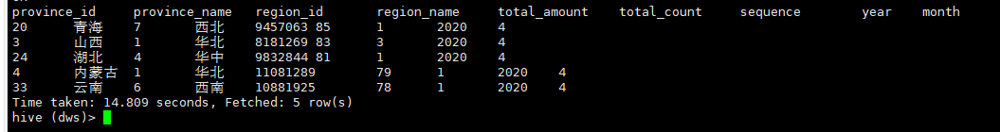 province_id province_name region_id region_name total_amount total_count sequence year month
20 青海 7 西北 9457063 85 1 2020 4
3 山西 1 华北 8181269 83 3 2020 4
24 湖北 4 华中 9832844 81 1 2020 4
4 内蒙古 1 华北 11081289 79 1 2020 4
33 云南 6 西南 10881925 78 1 2020 4
Time taken: 14.809 seconds, Fetched: 5 row(s)
hive (dws)>